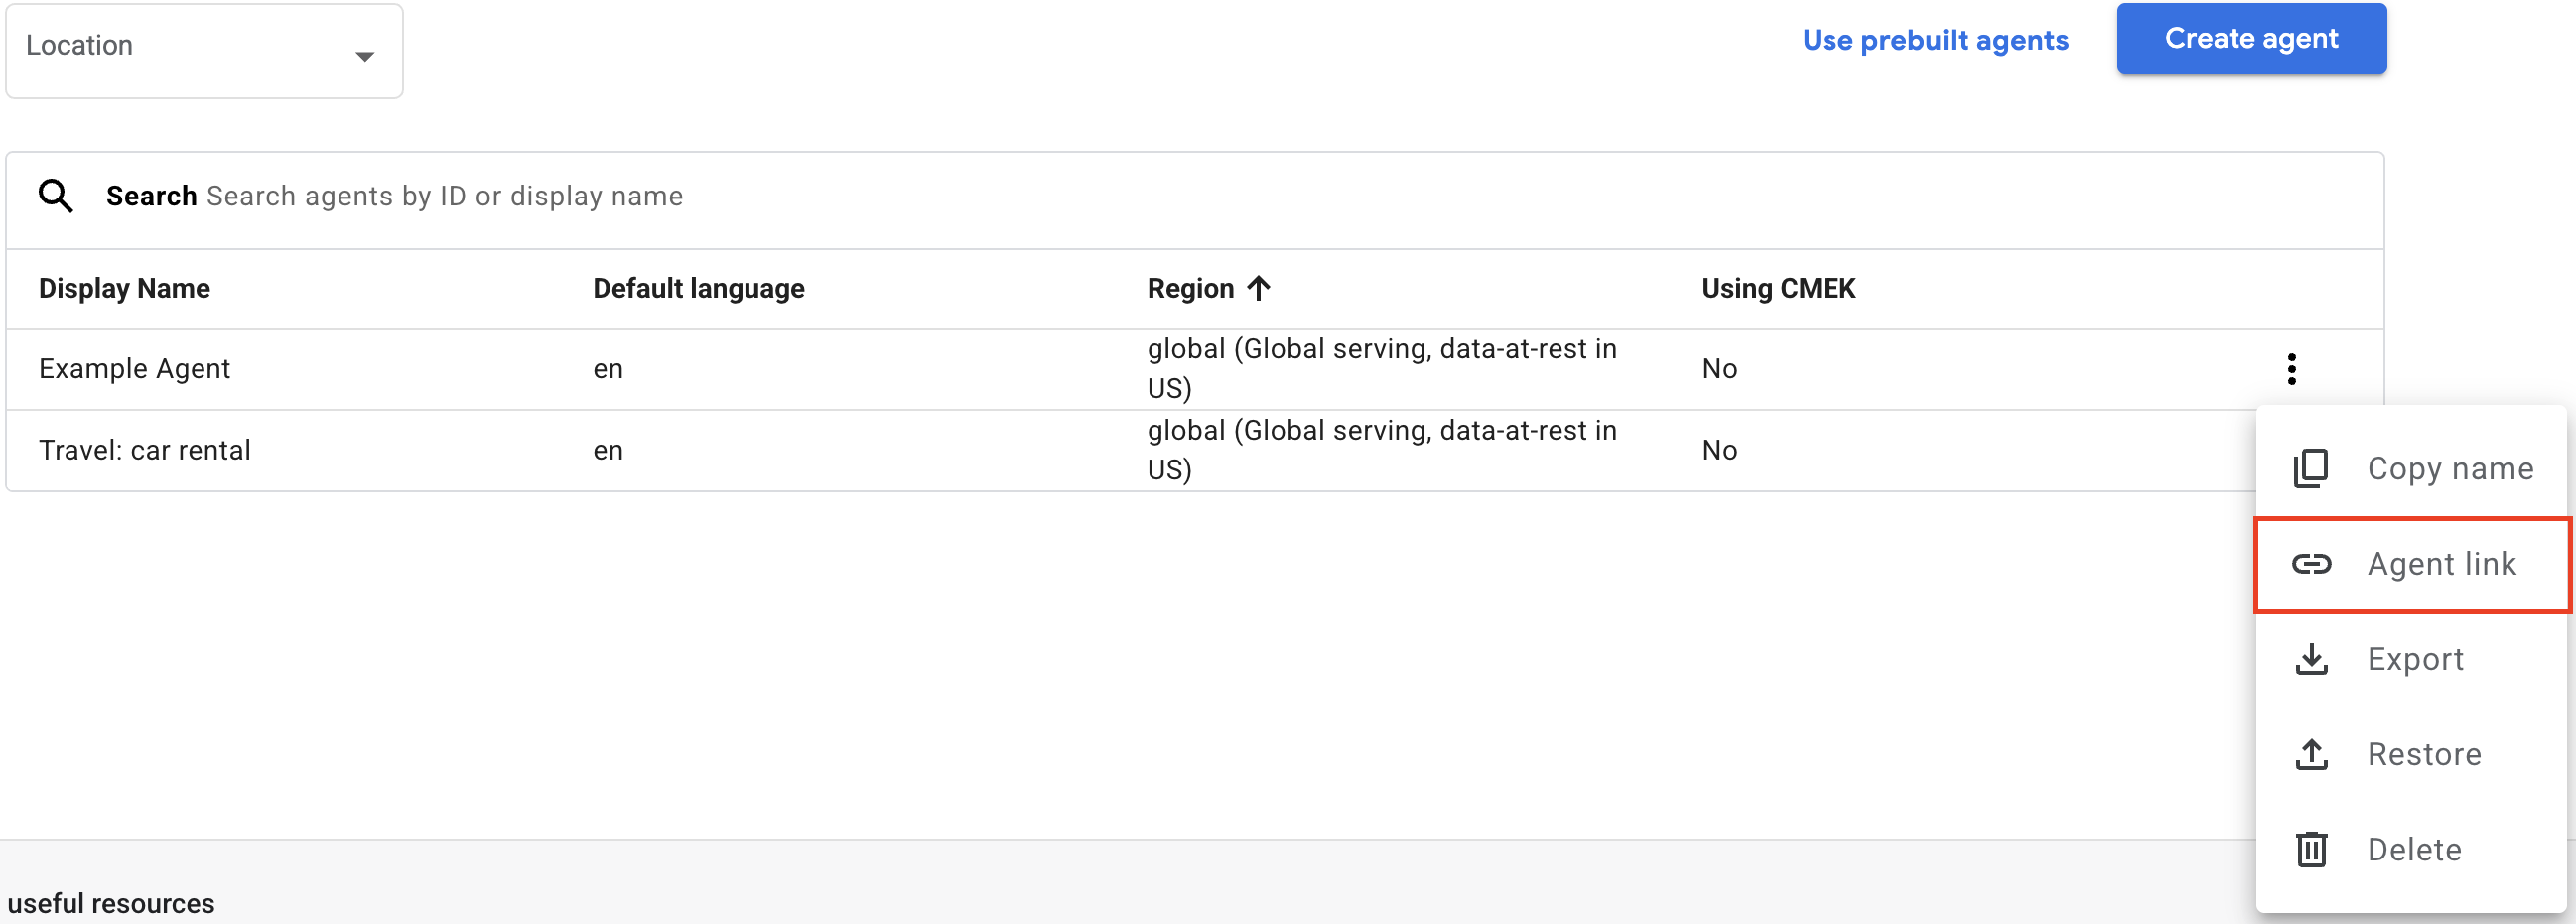 Location
Use prebuilt agents
Create agent
Search Search agents by ID or display name
Display Name Default language Region Using CMEK
Example Agent en global (Global serving, data-at-rest in US) No
Travel: car rental en global (Global serving, data-at-rest in US) No
Copy name
Agent link
Export
Restore
Delete
useful resources